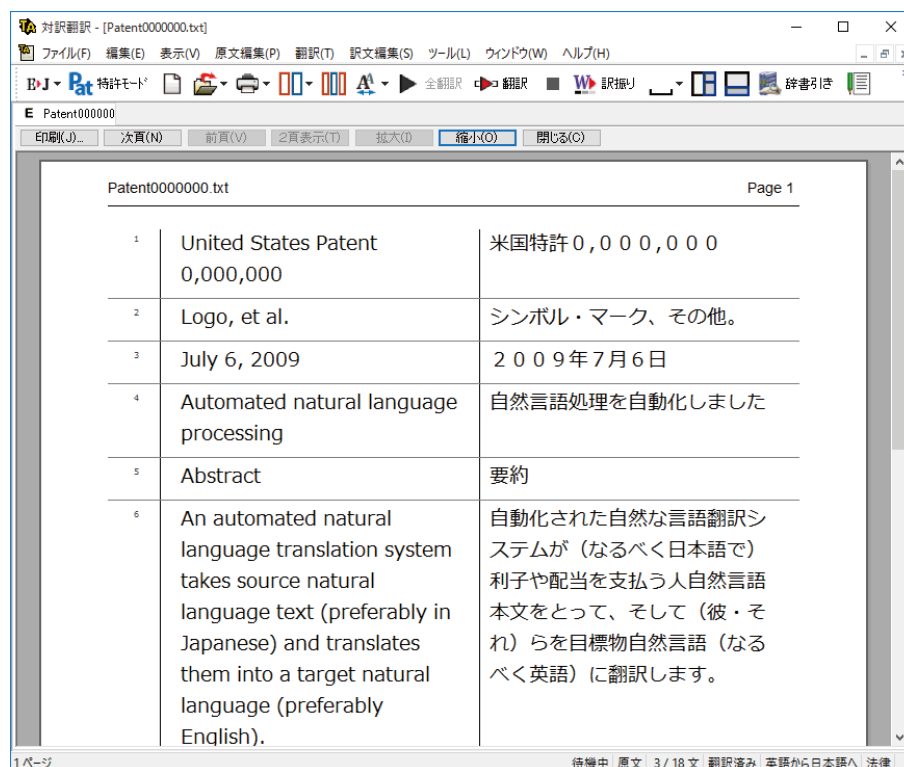 対訳翻訳 - [Patent0000000.txt]
ファイル(F) 編集(E) 表示(V) 原文編集(P) 翻訳(T) 訳文編集(S) ツール(L) ウィンドウ(W) ヘルプ(H)
E▸J Pat 特許モード 全翻訳 翻訳 W 訳振り 辞書引き
E Patent000000
印刷(J)... 次頁(N) 前頁(V) 2頁表示(T) 拡大(I) 縮小(O) 閉じる(C)
Patent0000000.txt Page 1
1 United States Patent 米国特許０,０００,０００
0,000,000
2 Logo, et al. シンボル・マーク、その他。
3 July 6, 2009 ２００９年７月６日
4 Automated natural language 自然言語処理を自動化しました
processing
5 Abstract 要約
6 An automated natural 自動化された自然な言語翻訳シ
language translation system ステムが（なるべく日本語で）
takes source natural 利子や配当を支払う人自然言語
language text (preferably in 本文をとって、そして（彼・そ
Japanese) and translates れ）らを目標物自然言語（なる
them into a target natural べく英語）に翻訳します。
language (preferably
English).
1ページ 待機中 原文 3 / 18 文 翻訳済み 英語から日本語へ 法律